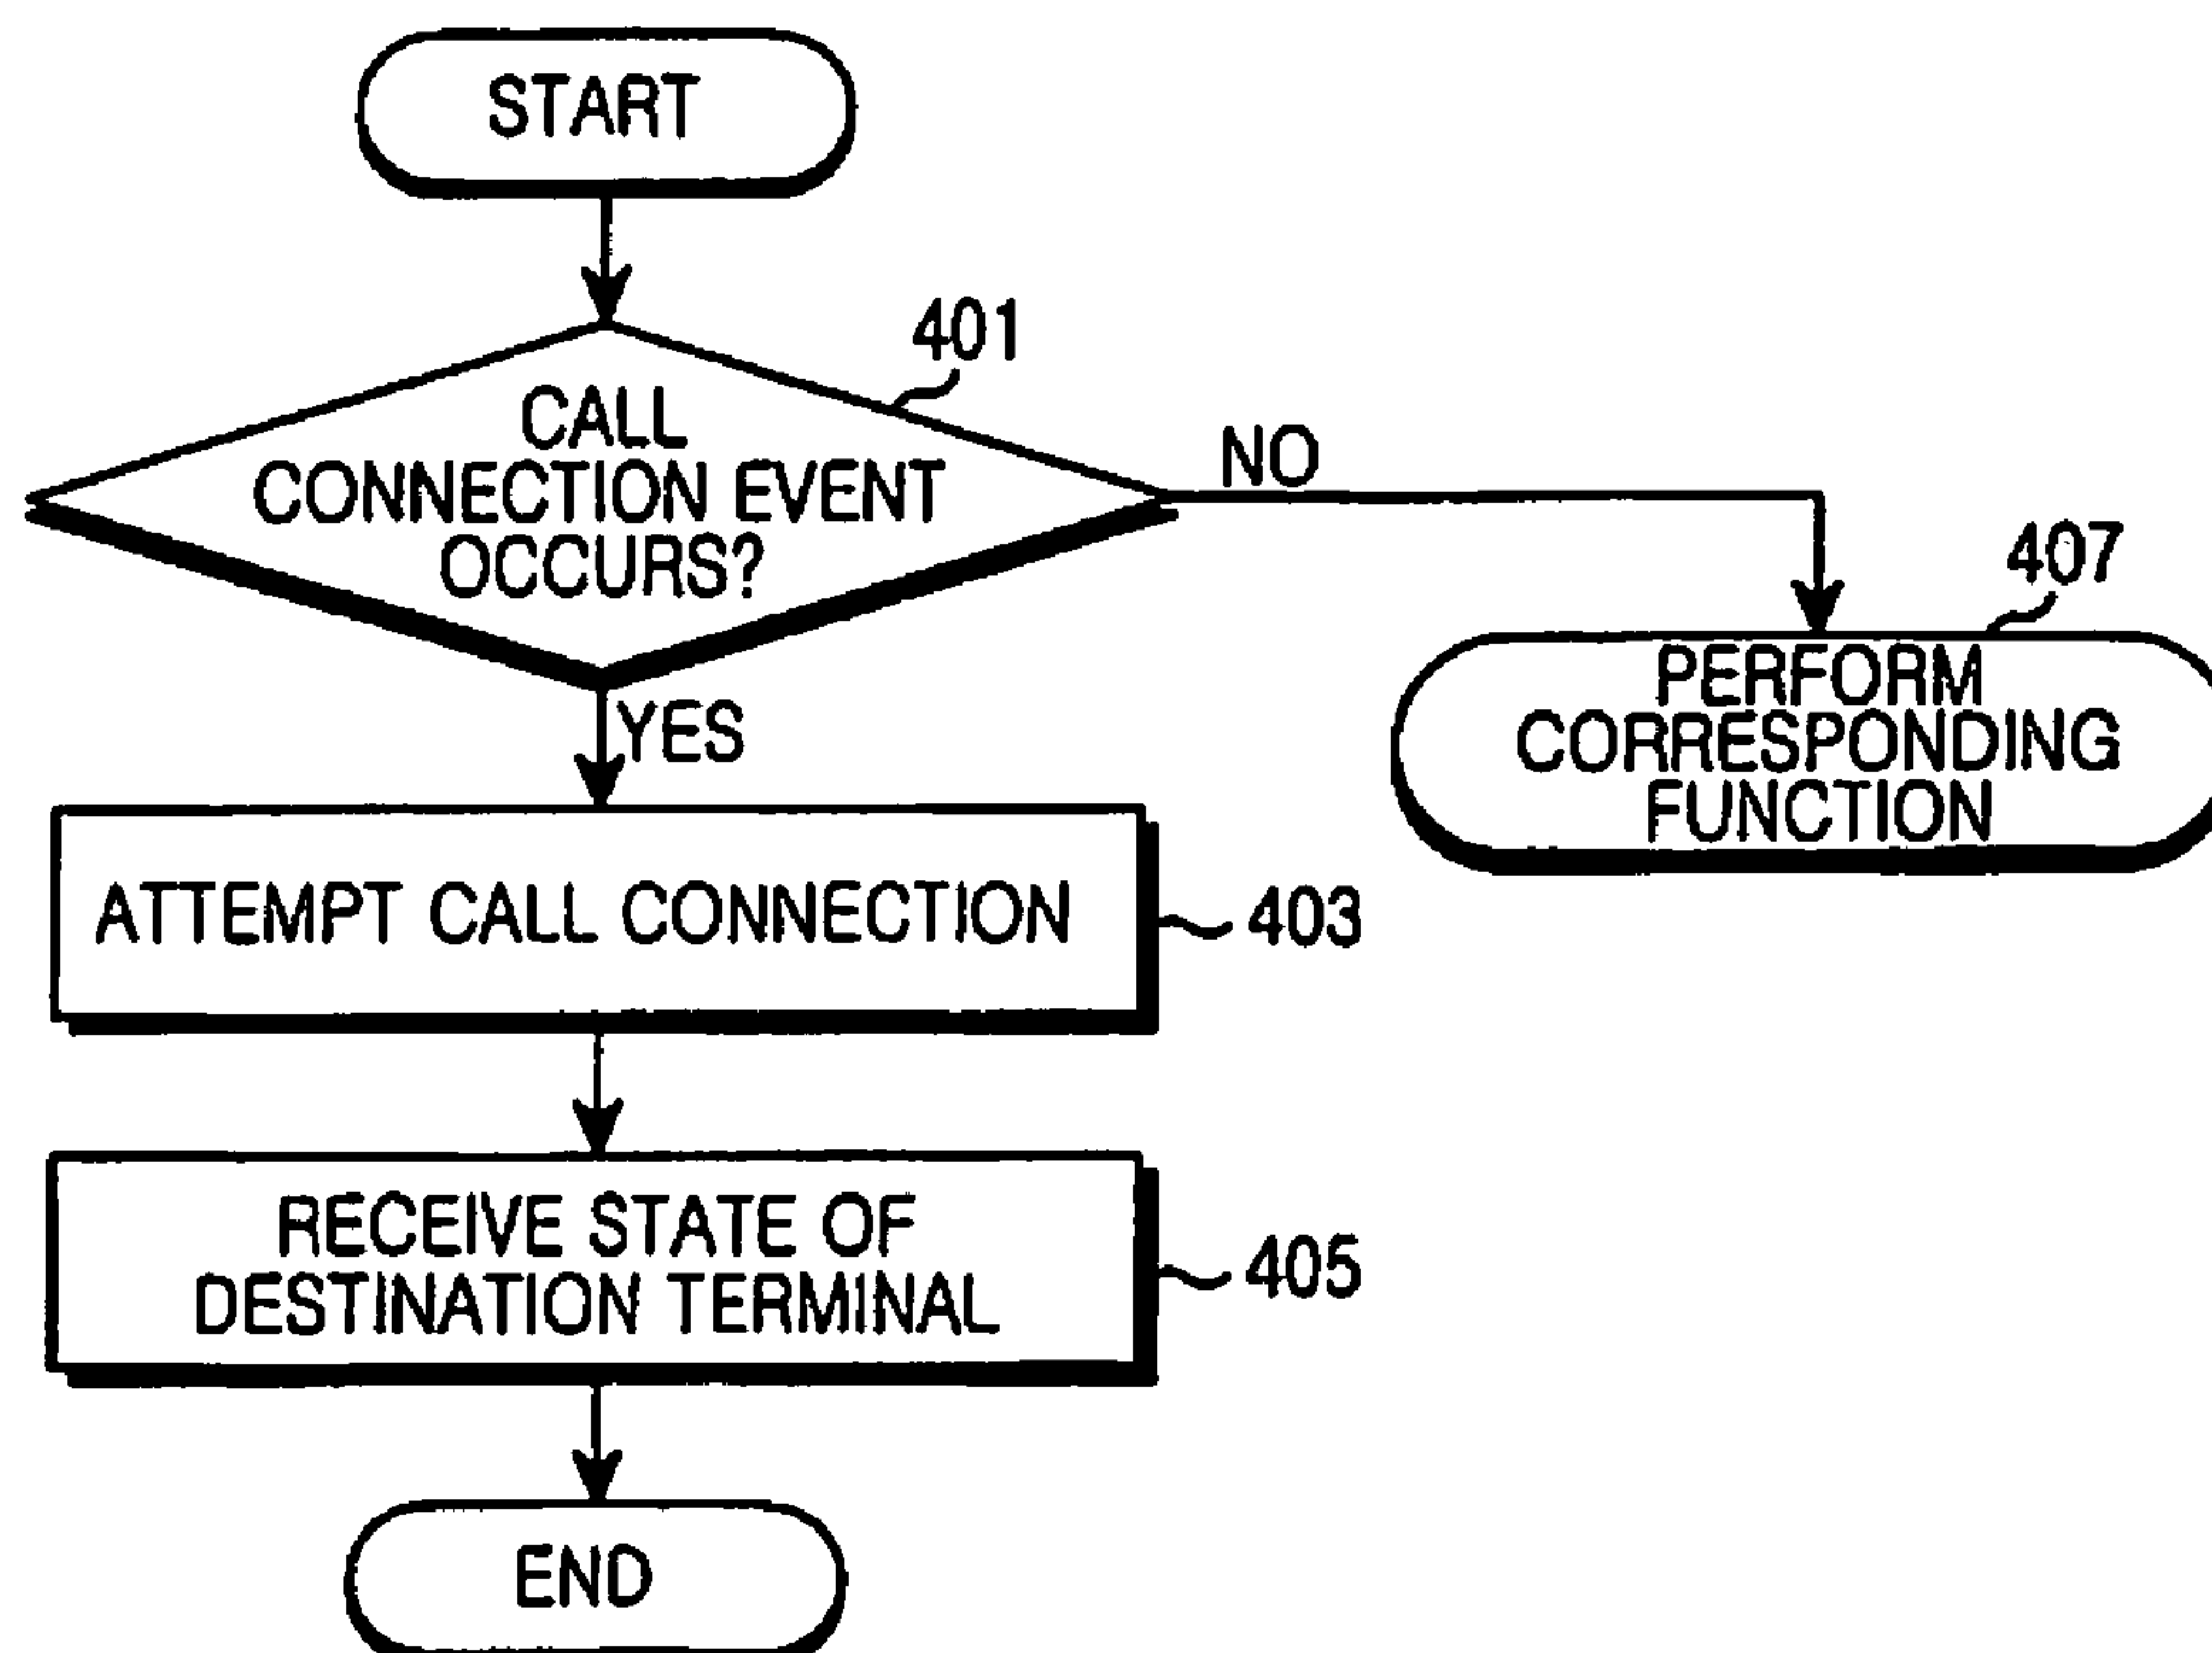 START
401
CALL
CONNECTION EVENT
OCCURS?
NO
407
PERFORM
CORRESPONDING
FUNCTION
YES
ATTEMPT CALL CONNECTION
403
RECEIVE STATE OF
DESTINATION TERMINAL
405
END